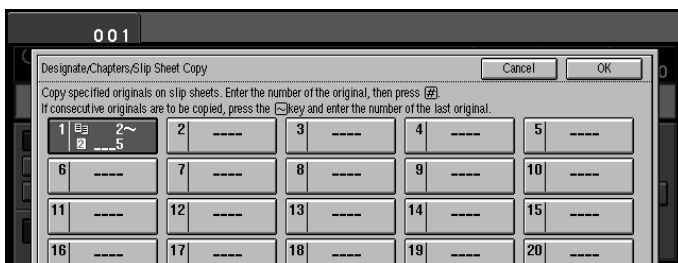 001
Designate/Chapters/Slip Sheet Copy Cancel OK 0
Copy specified originals on slip sheets. Enter the number of the original, then press #.
If consecutive originals are to be copied, press the ~key and enter the number of the last original.
1 2~ 2 ---- 3 ---- 4 ---- 5 ----
2 ___5
6 ---- 7 ---- 8 ---- 9 ---- 10 ----
11 ---- 12 ---- 13 ---- 14 ---- 15 ----
16 ---- 17 ---- 18 ---- 19 ---- 20 ----